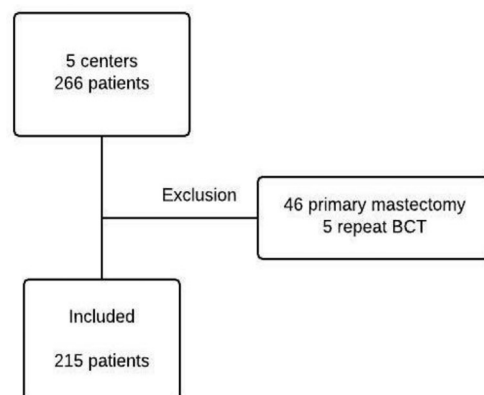 5 centers
266 patients
Exclusion
46 primary mastectomy
5 repeat BCT
Included
215 patients